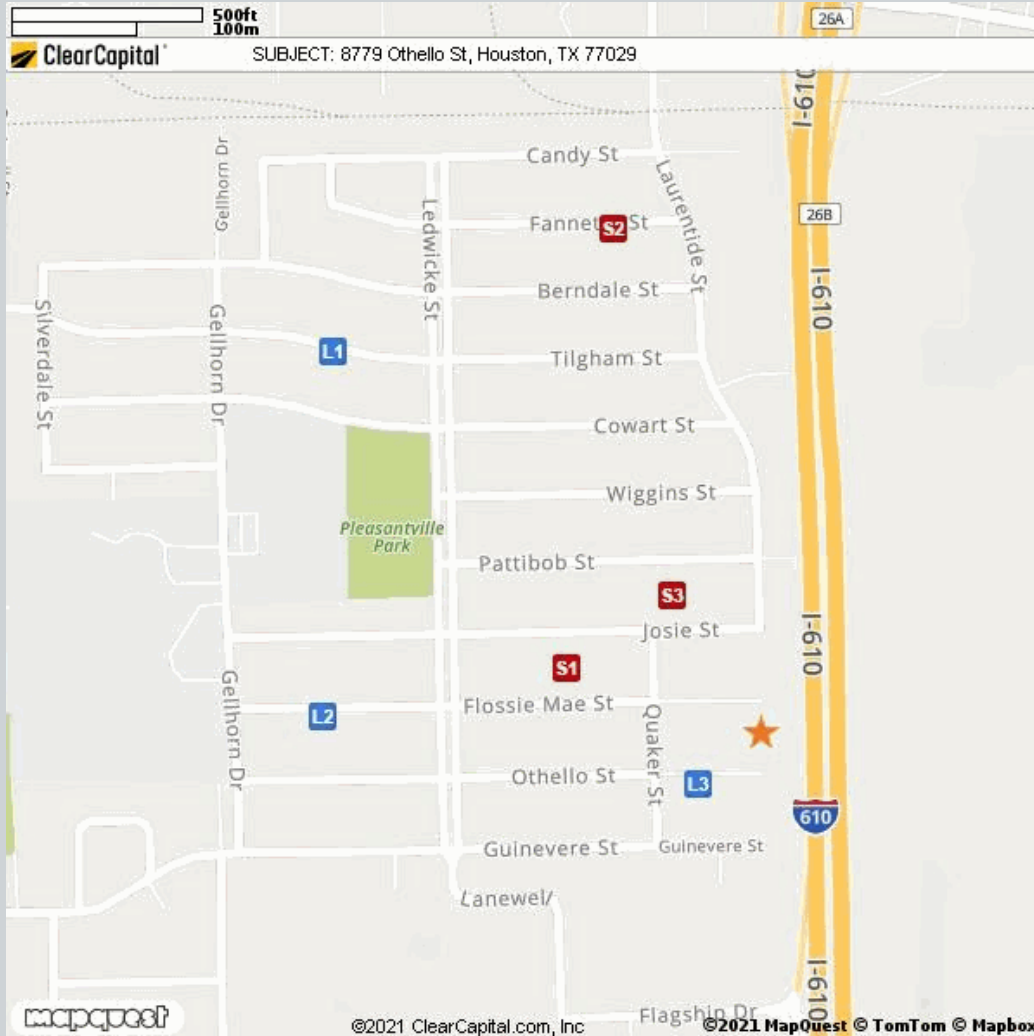 500ft
100m
26A
ClearCapital
SUBJECT: 8779 Othello St, Houston, TX 77029
I-610
Gellhorn Dr
Candy St
Laurentide St
Ledwicke St
26B
S2
St
Berndale St
I-610
Silverdale St
Gellhorn Dr
L1
Tilgham St
Cowart St
Wiggins St
Pleasantville
Park
Pattibob St
S3
Josie St
I-610
S1
Gellhorn Dr
L2
Flossie Mae St
Quaker St
Othello St
L3
610
Guinevere St
Guinevere St
I-610
Flagship Dr
mapquest
©2021 ClearCapital.com, Inc
©2021 MapQuest © TomTom © Mapbox